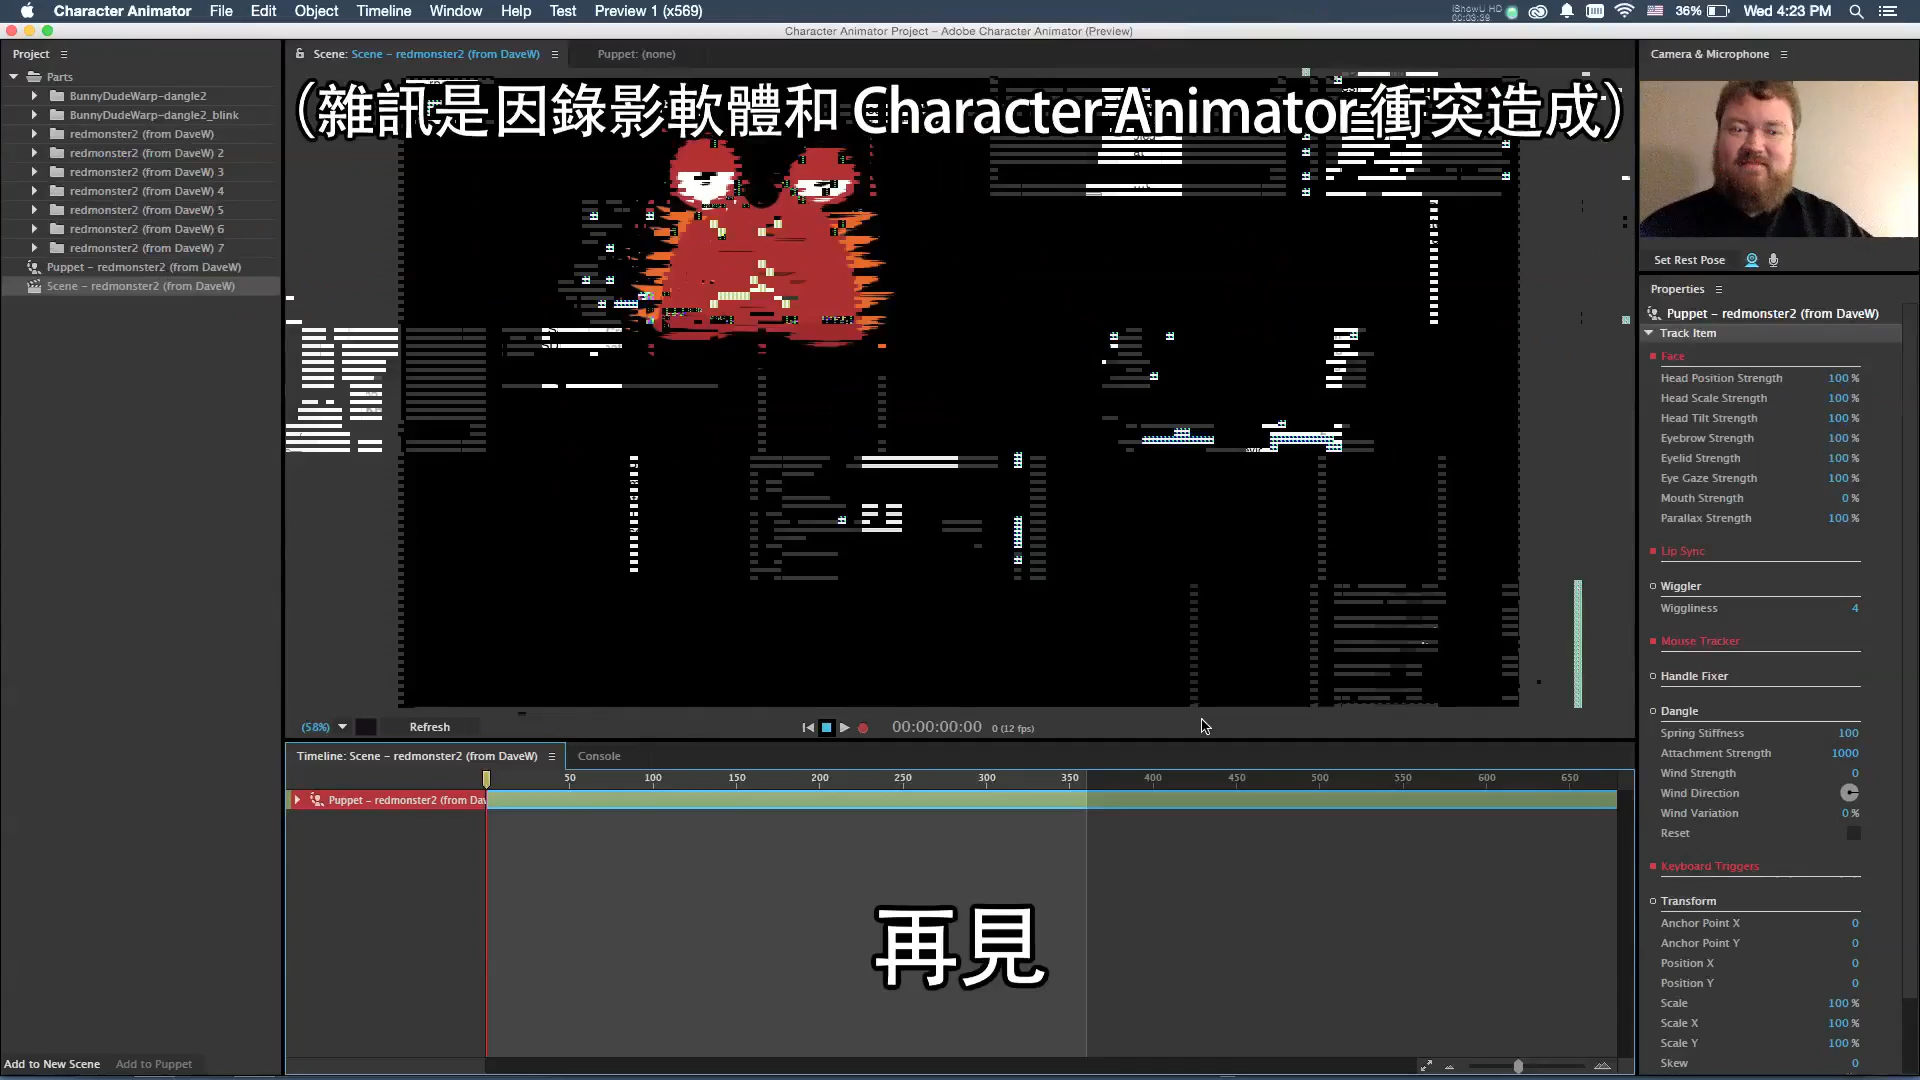 Character Animator File Edit Object Timeline Window Help Test Preview 1 (x569)
iShowU HD
00:03:39
36% Wed 4:23 PM
Character Animator Project – Adobe Character Animator (Preview)
Project
Parts
BunnyDudeWarp-dangle2
BunnyDudeWarp-dangle2_blink
redmonster2 (from DaveW)
redmonster2 (from DaveW) 2
redmonster2 (from DaveW) 3
redmonster2 (from DaveW) 4
redmonster2 (from DaveW) 5
redmonster2 (from DaveW) 6
redmonster2 (from DaveW) 7
Puppet – redmonster2 (from DaveW)
Scene – redmonster2 (from DaveW)
Add to New Scene Add to Puppet
Scene: Scene – redmonster2 (from DaveW) Puppet: (none)
（雜訊是因錄影軟體和 Character Animator 衝突造成）
(58%) Refresh 00:00:00:00 0 (12 fps)
Timeline: Scene – redmonster2 (from DaveW) Console
50 100 150 200 250 300 350 400 450 500 550 600 650
Puppet – redmonster2 (from Dav
再見
Camera & Microphone
Set Rest Pose
Properties
Puppet – redmonster2 (from DaveW)
Track Item
Face
Head Position Strength 100 %
Head Scale Strength 100 %
Head Tilt Strength 100 %
Eyebrow Strength 100 %
Eyelid Strength 100 %
Eye Gaze Strength 100 %
Mouth Strength 0 %
Parallax Strength 100 %
Lip Sync
Wiggler
Wiggliness 4
Mouse Tracker
Handle Fixer
Dangle
Spring Stiffness 100
Attachment Strength 1000
Wind Strength 0
Wind Direction
Wind Variation 0 %
Reset
Keyboard Triggers
Transform
Anchor Point X 0
Anchor Point Y 0
Position X 0
Position Y 0
Scale 100 %
Scale X 100 %
Scale Y 100 %
Skew 0